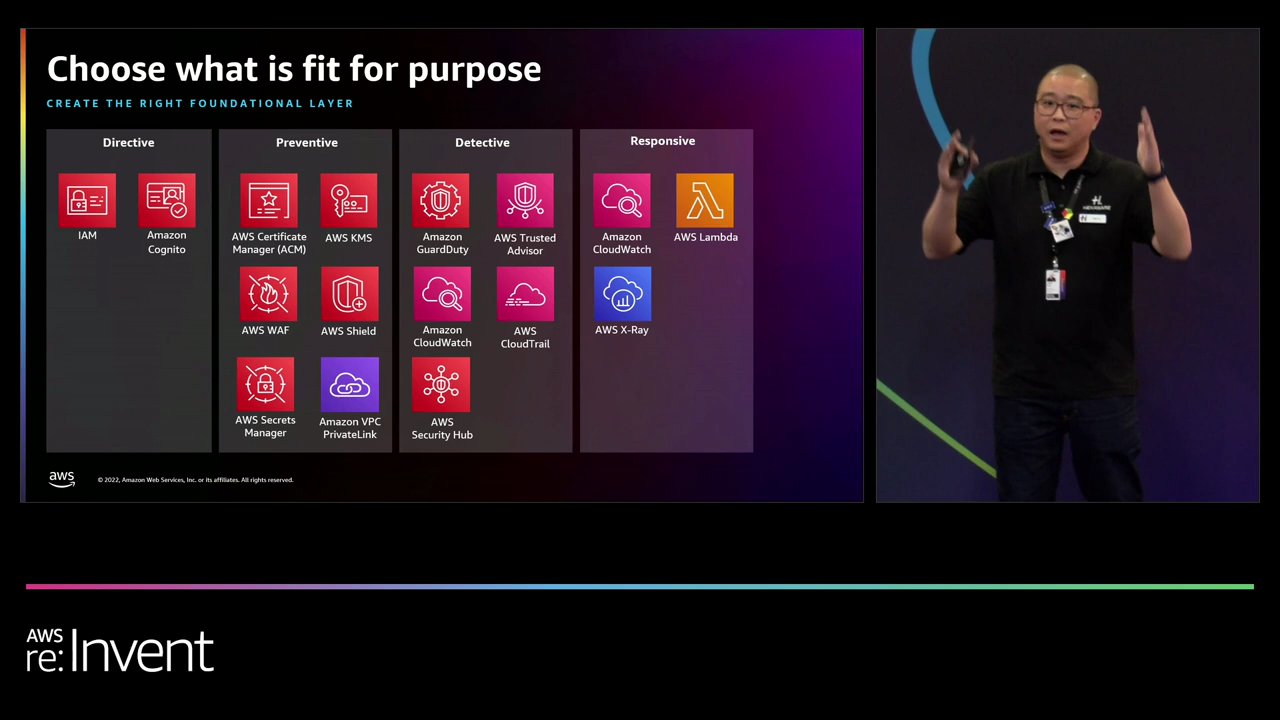 Choose what is fit for purpose
CREATE THE RIGHT FOUNDATIONAL LAYER
Directive
IAM
Amazon
Cognito
Preventive
AWS Certificate
Manager (ACM)
AWS KMS
AWS WAF
AWS Shield
AWS Secrets
Manager
Amazon VPC
PrivateLink
Detective
Amazon
GuardDuty
AWS Trusted
Advisor
Amazon
CloudWatch
AWS
CloudTrail
AWS
Security Hub
Responsive
Amazon
CloudWatch
AWS Lambda
AWS X-Ray
aws
© 2022, Amazon Web Services, Inc. or its affiliates. All rights reserved.
HEXAWARE
AWS
re:Invent